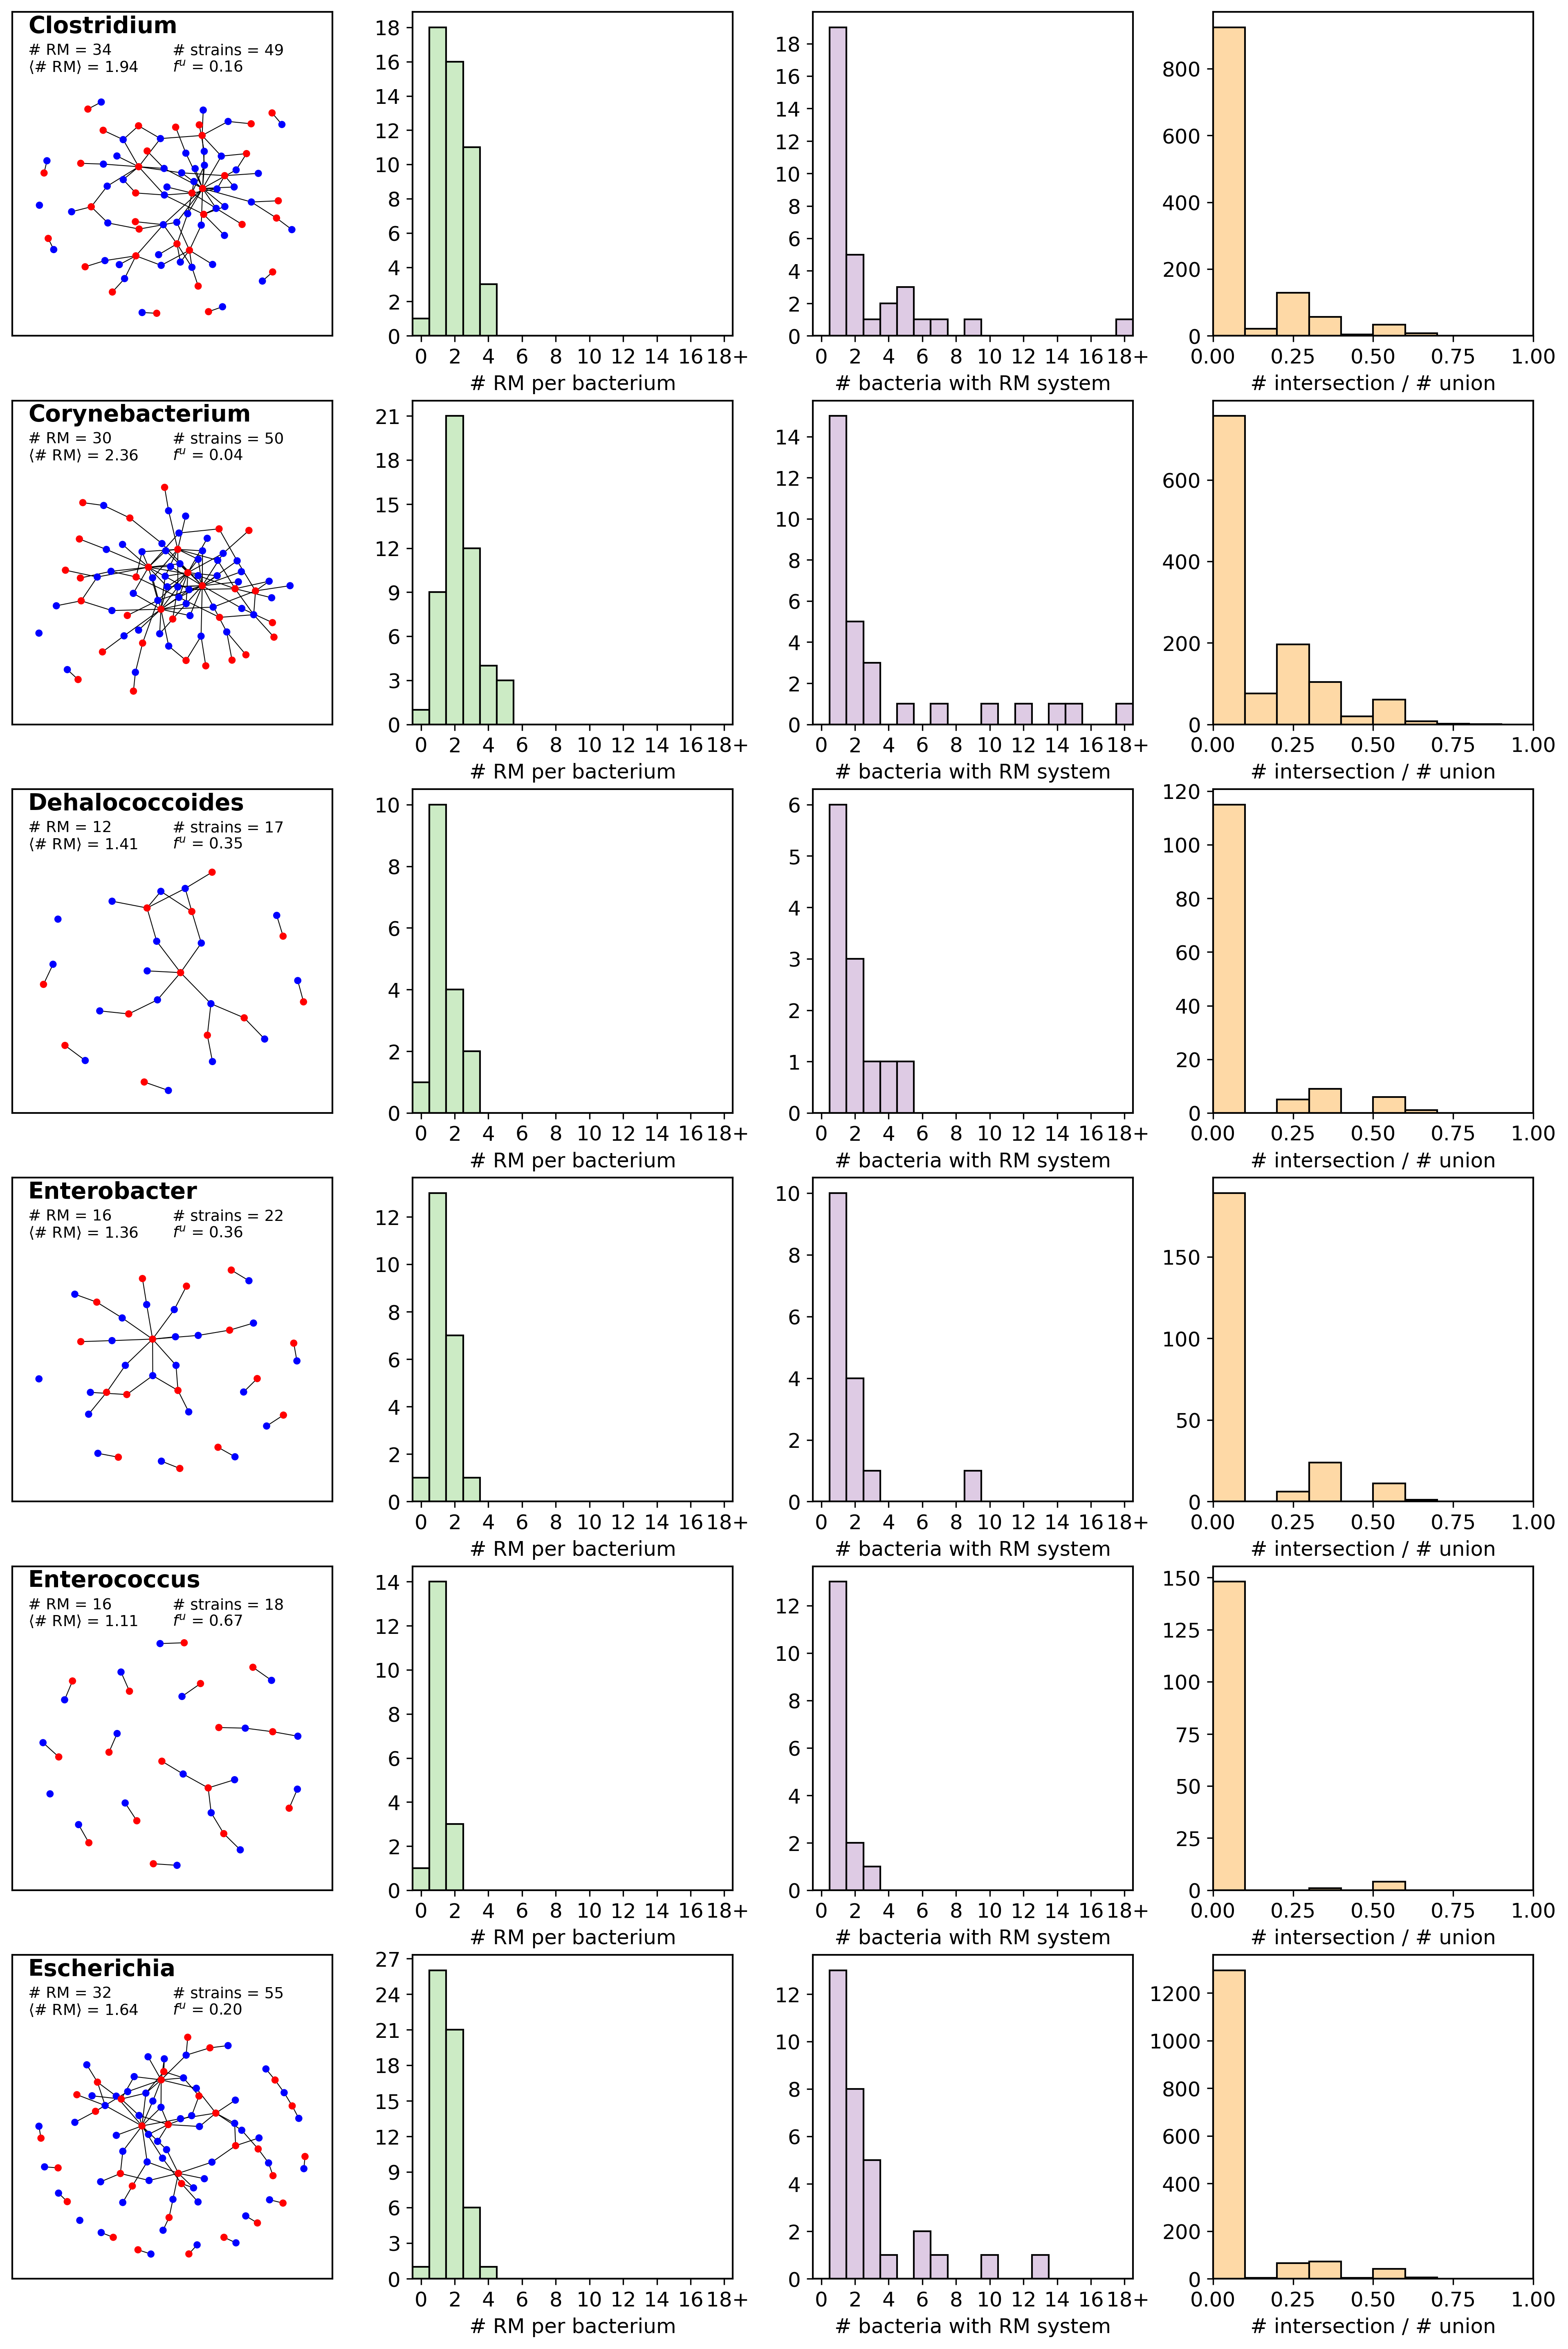 Clostridium
# RM = 34 # strains = 49
⟨# RM⟩ = 1.94 fᵘ = 0.16
18
16
14
12
10
8
6
4
2
0
0 2 4 6 8 10 12 14 16 18+
# RM per bacterium
18
16
14
12
10
8
6
4
2
0
0 2 4 6 8 10 12 14 16 18+
# bacteria with RM system
800
600
400
200
0
0.00 0.25 0.50 0.75 1.00
# intersection / # union
Corynebacterium
# RM = 30 # strains = 50
⟨# RM⟩ = 2.36 fᵘ = 0.04
21
18
15
12
9
6
3
0
0 2 4 6 8 10 12 14 16 18+
# RM per bacterium
14
12
10
8
6
4
2
0
0 2 4 6 8 10 12 14 16 18+
# bacteria with RM system
600
400
200
0
0.00 0.25 0.50 0.75 1.00
# intersection / # union
Dehalococcoides
# RM = 12 # strains = 17
⟨# RM⟩ = 1.41 fᵘ = 0.35
10
8
6
4
2
0
0 2 4 6 8 10 12 14 16 18+
# RM per bacterium
6
5
4
3
2
1
0
0 2 4 6 8 10 12 14 16 18+
# bacteria with RM system
120
100
80
60
40
20
0
0.00 0.25 0.50 0.75 1.00
# intersection / # union
Enterobacter
# RM = 16 # strains = 22
⟨# RM⟩ = 1.36 fᵘ = 0.36
12
10
8
6
4
2
0
0 2 4 6 8 10 12 14 16 18+
# RM per bacterium
10
8
6
4
2
0
0 2 4 6 8 10 12 14 16 18+
# bacteria with RM system
150
100
50
0
0.00 0.25 0.50 0.75 1.00
# intersection / # union
Enterococcus
# RM = 16 # strains = 18
⟨# RM⟩ = 1.11 fᵘ = 0.67
14
12
10
8
6
4
2
0
0 2 4 6 8 10 12 14 16 18+
# RM per bacterium
12
10
8
6
4
2
0
0 2 4 6 8 10 12 14 16 18+
# bacteria with RM system
150
125
100
75
50
25
0
0.00 0.25 0.50 0.75 1.00
# intersection / # union
Escherichia
# RM = 32 # strains = 55
⟨# RM⟩ = 1.64 fᵘ = 0.20
27
24
21
18
15
12
9
6
3
0
0 2 4 6 8 10 12 14 16 18+
# RM per bacterium
12
10
8
6
4
2
0
0 2 4 6 8 10 12 14 16 18+
# bacteria with RM system
1200
1000
800
600
400
200
0
0.00 0.25 0.50 0.75 1.00
# intersection / # union